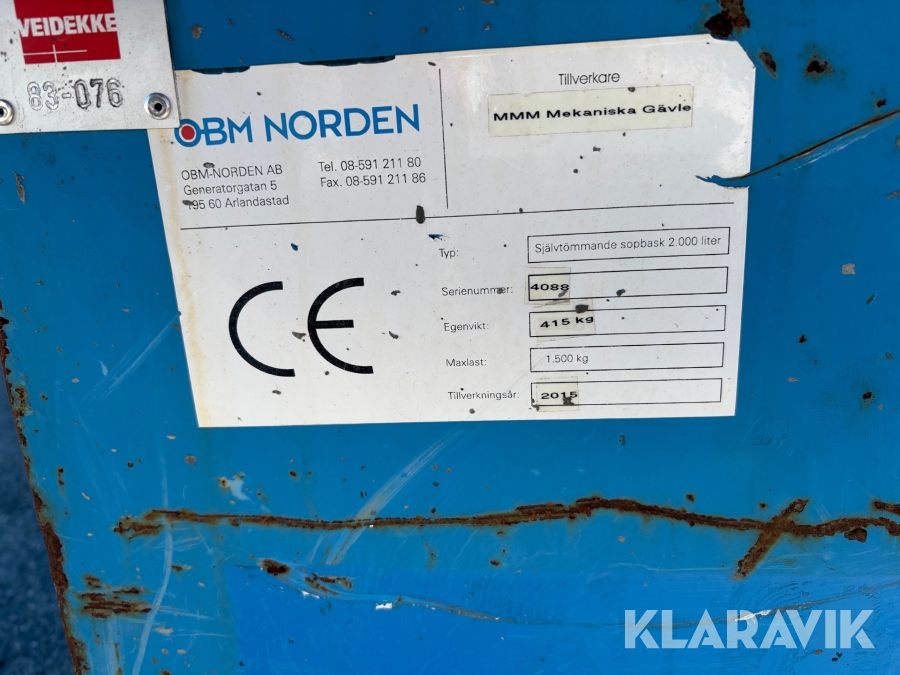 VEIDEKKE
83-076
OBM NORDEN
OBM-NORDEN AB
Generatorgatan 5
195 60 Arlandastad
Tel. 08-591 211 80
Fax. 08-591 211 86
Tillverkare
MMM Mekaniska Gävle
CE
Typ: Självtömmande sopbask 2.000 liter
Serienummer: 4088
Egenvikt: 415 kg
Maxlast: 1.500 kg
Tillverkningsår: 2015
KLARAVIK